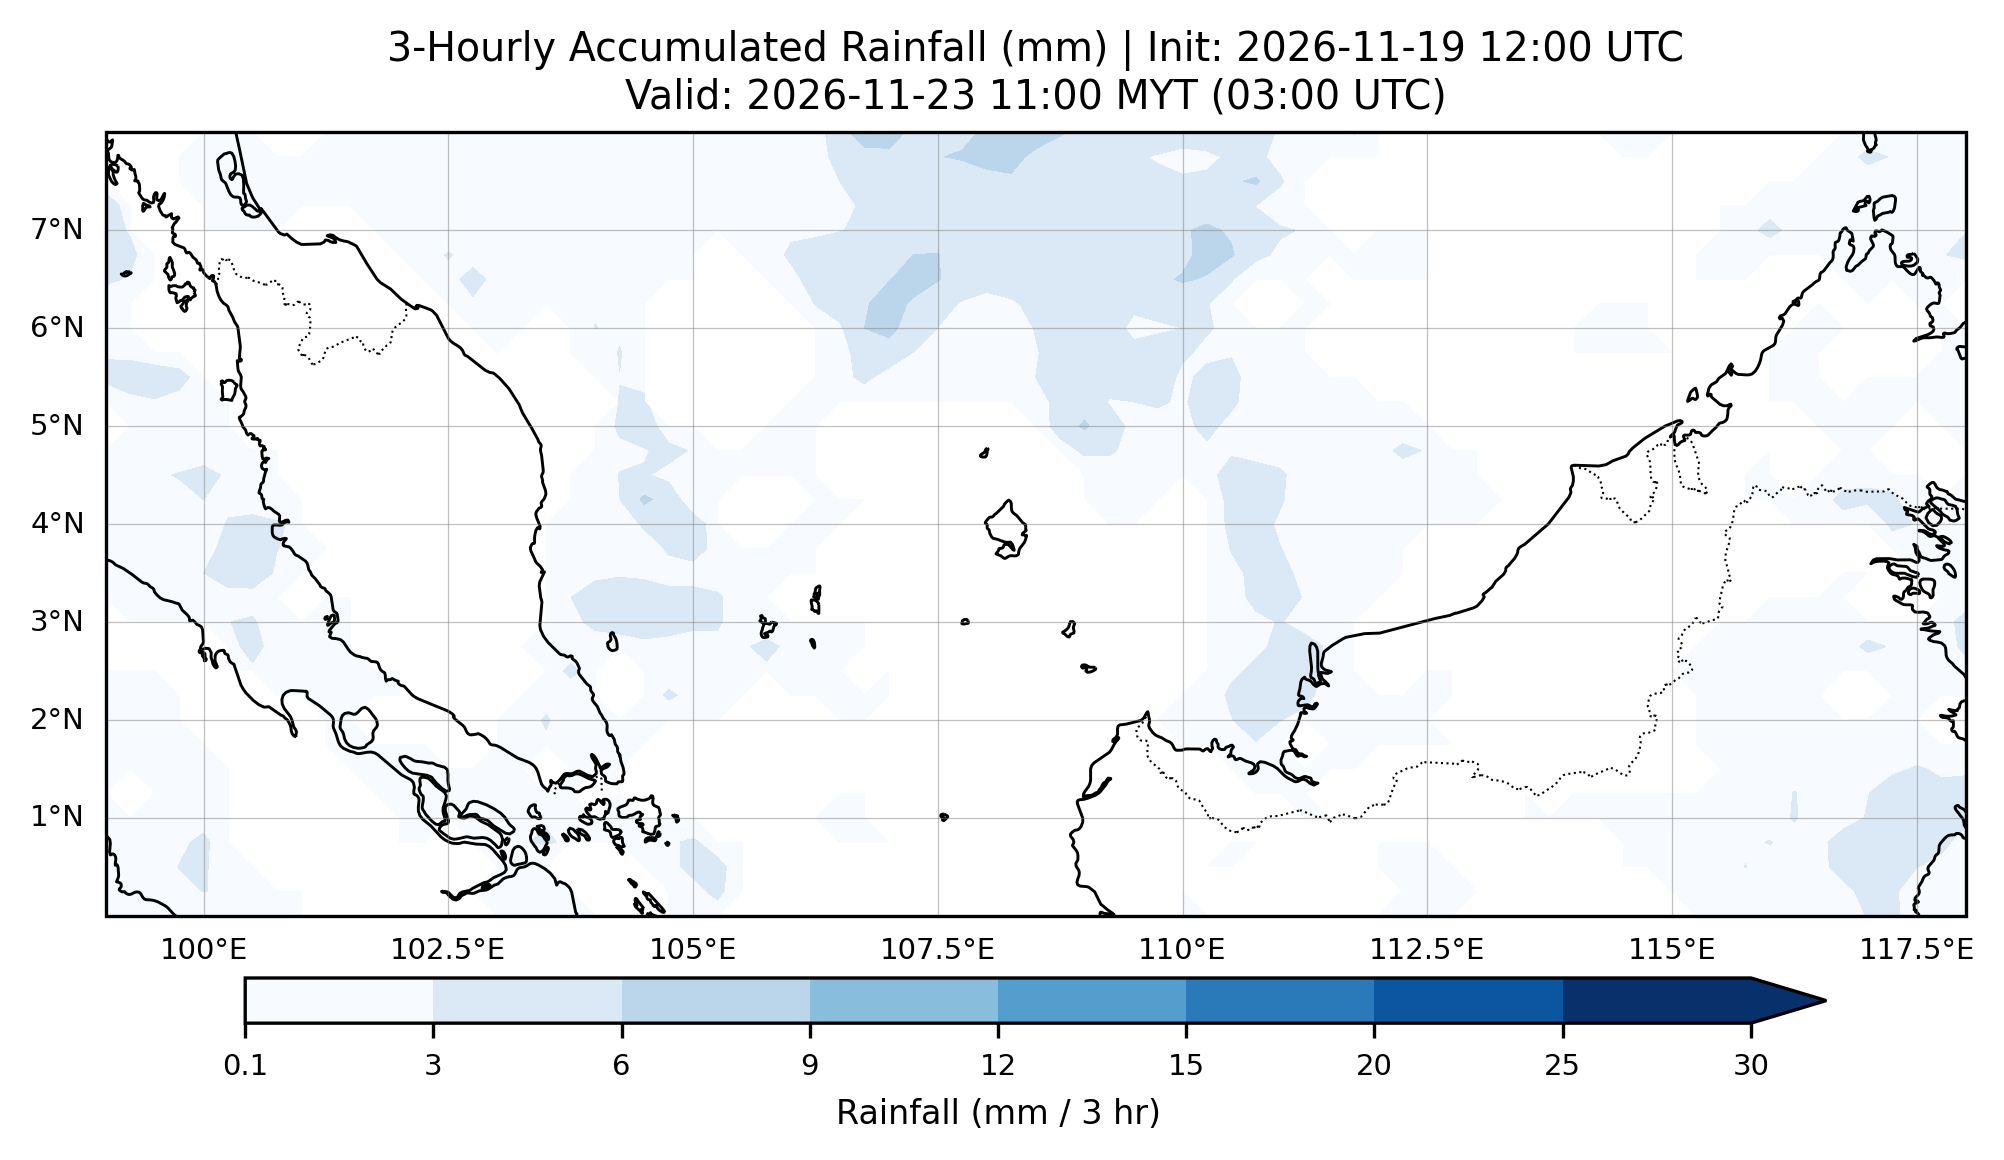 3-Hourly Accumulated Rainfall (mm) | Init: 2026-11-19 12:00 UTC
Valid: 2026-11-23 11:00 MYT (03:00 UTC)
7°N
6°N
5°N
4°N
3°N
2°N
1°N
100°E 102.5°E 105°E 107.5°E 110°E 112.5°E 115°E 117.5°E
0.1 3 6 9 12 15 20 25 30
Rainfall (mm / 3 hr)